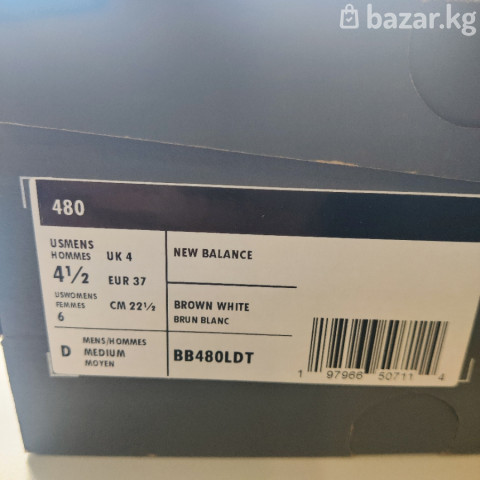 bazar.kg
480
USMENS
HOMMES
4½
USWOMENS
FEMMES
6
UK 4
EUR 37
CM 22½
D
MENS/HOMMES
MEDIUM
MOYEN
NEW BALANCE
BROWN WHITE
BRUN BLANC
BB480LDT
1 97966 50711 4